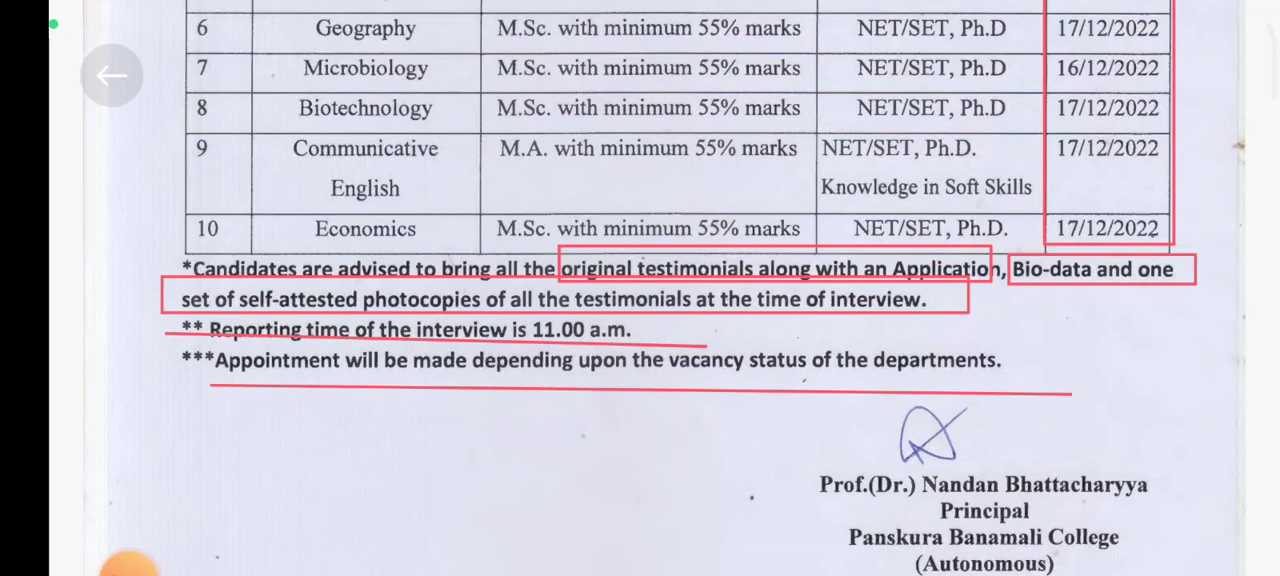 6 Geography M.Sc. with minimum 55% marks NET/SET, Ph.D 17/12/2022
7 Microbiology M.Sc. with minimum 55% marks NET/SET, Ph.D 16/12/2022
8 Biotechnology M.Sc. with minimum 55% marks NET/SET, Ph.D 17/12/2022
9 Communicative M.A. with minimum 55% marks NET/SET, Ph.D. 17/12/2022
English Knowledge in Soft Skills
10 Economics M.Sc. with minimum 55% marks NET/SET, Ph.D. 17/12/2022
*Candidates are advised to bring all the original testimonials along with an Application, Bio-data and one
set of self-attested photocopies of all the testimonials at the time of interview.
** Reporting time of the interview is 11.00 a.m.
***Appointment will be made depending upon the vacancy status of the departments.
Prof.(Dr.) Nandan Bhattacharyya
Principal
Panskura Banamali College
(Autonomous)